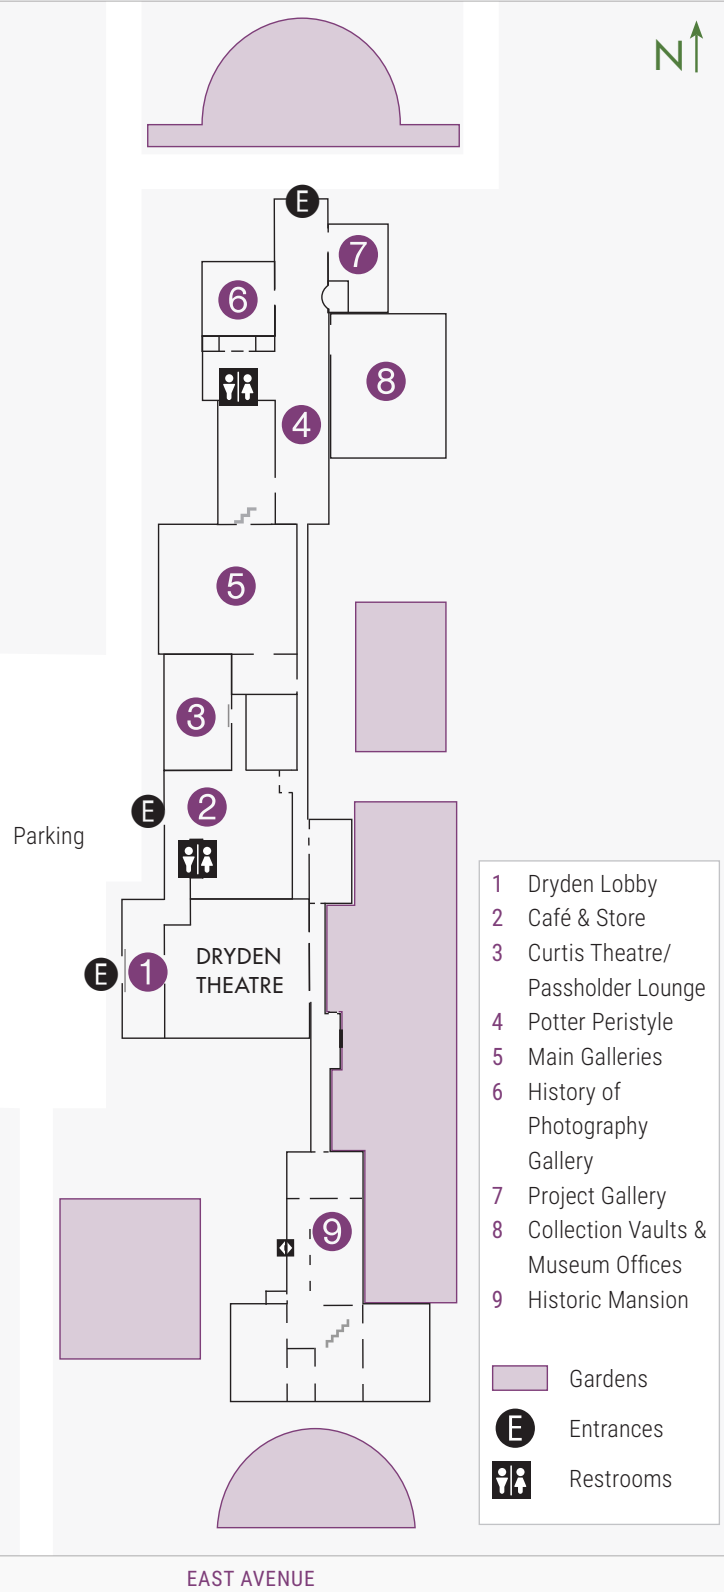 N
E
7
6
8
4
5
3
E
2
Parking
DRYDEN
THEATRE
E
1
9
1 Dryden Lobby
2 Café & Store
3 Curtis Theatre/
Passholder Lounge
4 Potter Peristyle
5 Main Galleries
6 History of
Photography
Gallery
7 Project Gallery
8 Collection Vaults &
Museum Offices
9 Historic Mansion
Gardens
E Entrances
Restrooms
EAST AVENUE